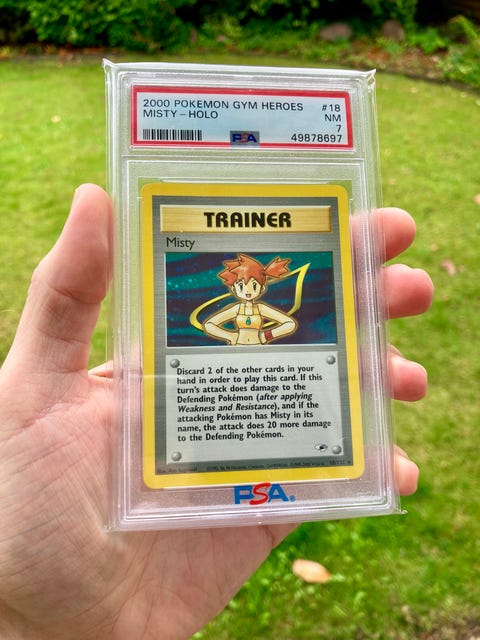 2000 POKEMON GYM HEROES #18
MISTY – HOLO NM
7
PSA 49878697
TRAINER
Misty
Discard 2 of the other cards in your
hand in order to play this card. If this
turn's attack does damage to the
Defending Pokémon (after applying
Weakness and Resistance), and if the
attacking Pokémon has Misty in its
name, the attack does 20 more damage
to the Defending Pokémon.
18/132
PSA